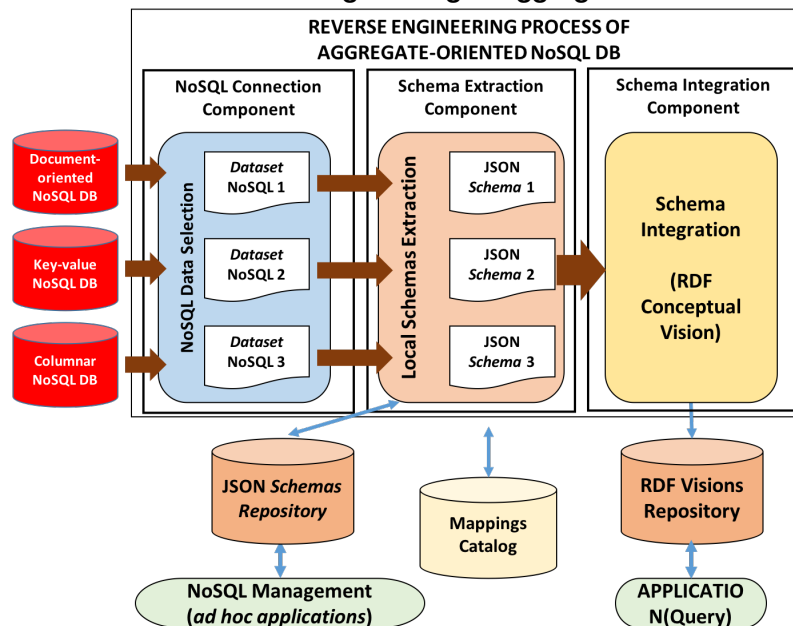 REVERSE ENGINEERING PROCESS OF
AGGREGATE-ORIENTED NoSQL DB
NoSQL Connection
Component
Schema Extraction
Component
Schema Integration
Component
Document-
oriented
NoSQL DB
Key-value
NoSQL DB
Columnar
NoSQL DB
NoSQL Data Selection
Dataset
NoSQL 1
Dataset
NoSQL 2
Dataset
NoSQL 3
Local Schemas Extraction
JSON
Schema 1
JSON
Schema 2
JSON
Schema 3
Schema
Integration
(RDF
Conceptual
Vision)
JSON Schemas
Repository
Mappings
Catalog
RDF Visions
Repository
NoSQL Management
(ad hoc applications)
APPLICATIO
N(Query)